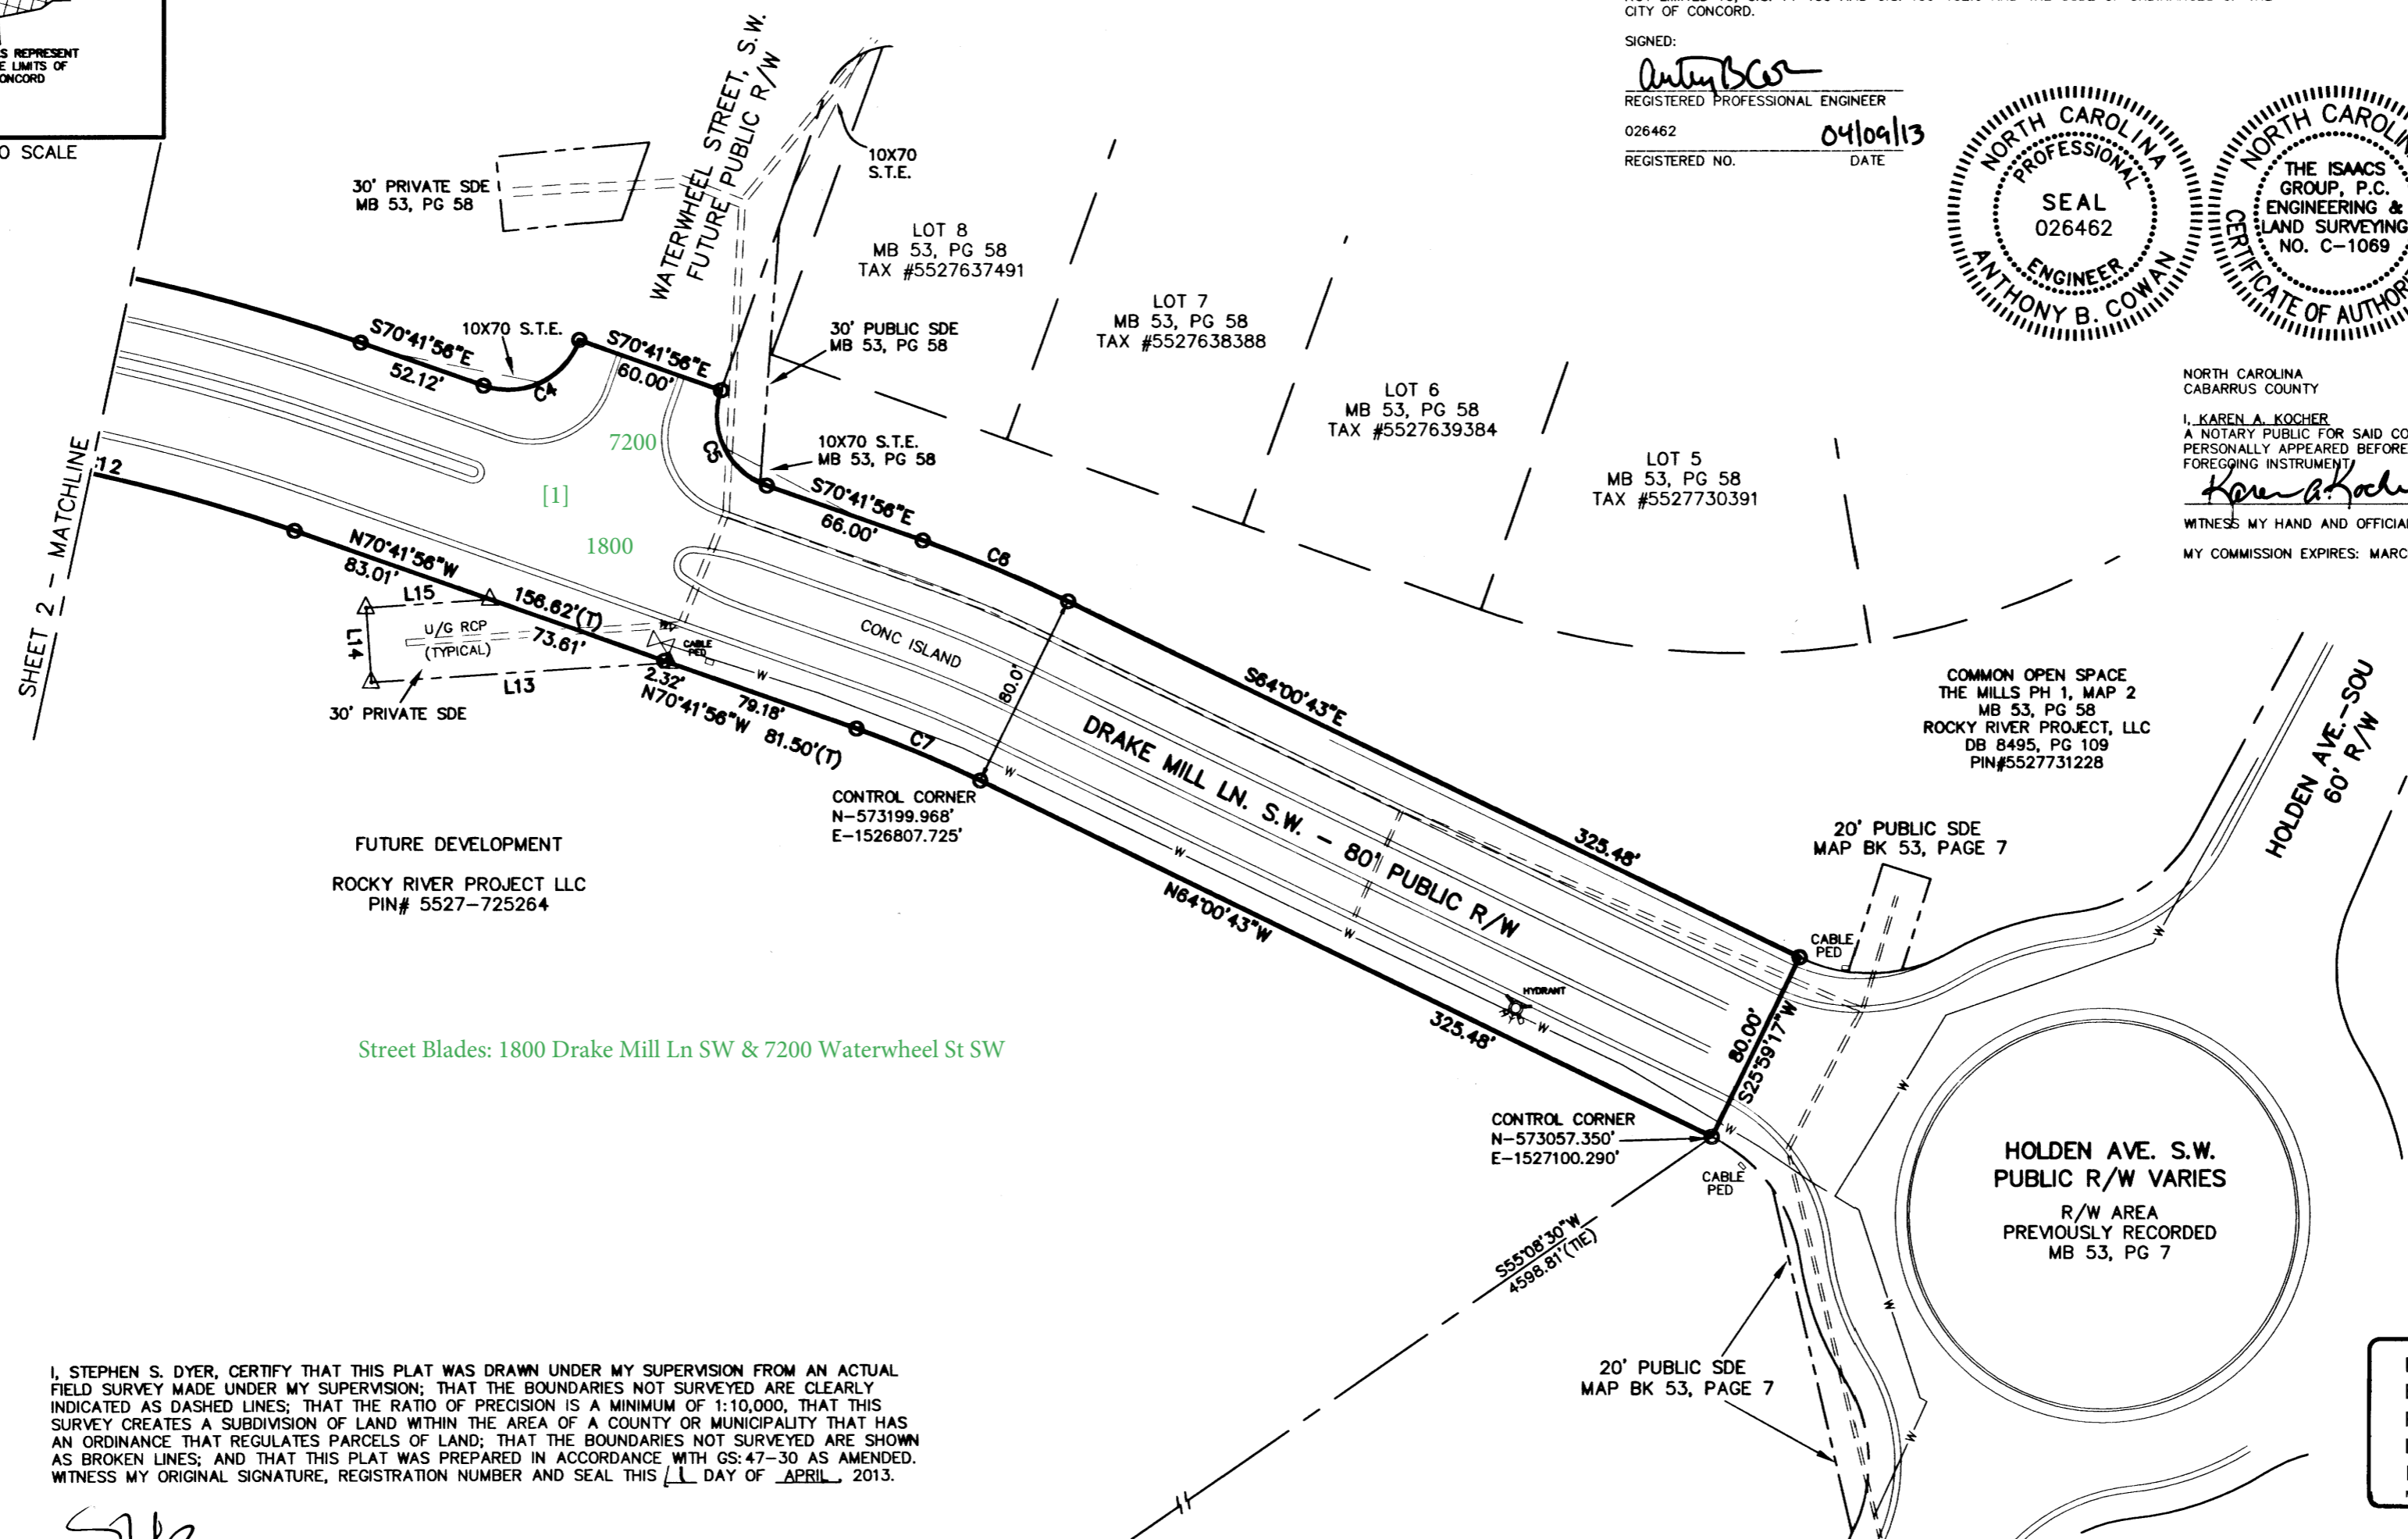 S REPRESENT
E LIMITS OF
ONCORD
O SCALE
CITY OF CONCORD.
SIGNED:
REGISTERED PROFESSIONAL ENGINEER
026462
04/09/13
REGISTERED NO.
DATE
NORTH CAROLINA
PROFESSIONAL
SEAL
026462
ENGINEER
ANTHONY B. COWAN
NORTH CAROLIN
THE ISAACS
GROUP, P.C.
ENGINEERING &
LAND SURVEYING
NO. C-1069
CERTIFICATE OF AUTHORI
NORTH CAROLINA
CABARRUS COUNTY
I, KAREN A. KOCHER
A NOTARY PUBLIC FOR SAID CO
PERSONALLY APPEARED BEFORE
FOREGOING INSTRUMENT
Karen A. Koch
WITNESS MY HAND AND OFFICIA
MY COMMISSION EXPIRES: MARC
WATERWHEEL STREET, S.W.
FUTURE PUBLIC R/W
10X70
S.T.E.
30' PRIVATE SDE
MB 53, PG 58
LOT 8
MB 53, PG 58
TAX #5527637491
LOT 7
MB 53, PG 58
TAX #5527638388
LOT 6
MB 53, PG 58
TAX #5527639384
LOT 5
MB 53, PG 58
TAX #5527730391
30' PUBLIC SDE
MB 53, PG 58
10X70 S.T.E.
S70°41'56"E
52.12'
C4
S70°41'56"E
60.00'
7200
C5
10X70 S.T.E.
MB 53, PG 58
[1]
1800
S70°41'56"E
66.00'
C6
SHEET 2 - MATCHLINE
12
N70°41'56"W
83.01'
156.62'(T)
73.61'
L15
L14
L13
U/G RCP
(TYPICAL)
30' PRIVATE SDE
CABLE
PED
2.32'
79.18'
N70°41'56"W 81.50'(T)
C7
W
CONC ISLAND
80.0'
S64°00'43"E
325.48'
DRAKE MILL LN. S.W. - 80' PUBLIC R/W
W
W
W
N64°00'43"W
325.48'
HYDRANT
W
CONTROL CORNER
N-573199.968'
E-1526807.725'
FUTURE DEVELOPMENT
ROCKY RIVER PROJECT LLC
PIN# 5527-725264
COMMON OPEN SPACE
THE MILLS PH 1, MAP 2
MB 53, PG 58
ROCKY RIVER PROJECT, LLC
DB 8495, PG 109
PIN#5527731228
HOLDEN AVE.-SOU
60' R/W
20' PUBLIC SDE
MAP BK 53, PAGE 7
CABLE
PED
W
80.00'
S25°59'17"W
W
Street Blades: 1800 Drake Mill Ln SW & 7200 Waterwheel St SW
CONTROL CORNER
N-573057.350'
E-1527100.290'
W
CABLE
PED
S55°08'30"W
4598.81'(TIE)
HOLDEN AVE. S.W.
PUBLIC R/W VARIES
R/W AREA
PREVIOUSLY RECORDED
MB 53, PG 7
W
W
20' PUBLIC SDE
MAP BK 53, PAGE 7
I, STEPHEN S. DYER, CERTIFY THAT THIS PLAT WAS DRAWN UNDER MY SUPERVISION FROM AN ACTUAL
FIELD SURVEY MADE UNDER MY SUPERVISION; THAT THE BOUNDARIES NOT SURVEYED ARE CLEARLY
INDICATED AS DASHED LINES; THAT THE RATIO OF PRECISION IS A MINIMUM OF 1:10,000, THAT THIS
SURVEY CREATES A SUBDIVISION OF LAND WITHIN THE AREA OF A COUNTY OR MUNICIPALITY THAT HAS
AN ORDINANCE THAT REGULATES PARCELS OF LAND; THAT THE BOUNDARIES NOT SURVEYED ARE SHOWN
AS BROKEN LINES; AND THAT THIS PLAT WAS PREPARED IN ACCORDANCE WITH GS:47-30 AS AMENDED.
WITNESS MY ORIGINAL SIGNATURE, REGISTRATION NUMBER AND SEAL THIS 11 DAY OF APRIL, 2013.